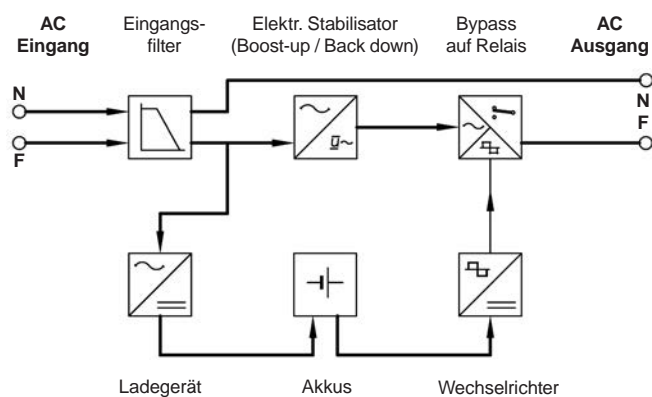 AC
Eingang
Eingangs-
filter
Elektr. Stabilisator
(Boost-up / Back down)
Bypass
auf Relais
AC
Ausgang
N
F
N
F
U~
Ladegerät
Akkus
Wechselrichter